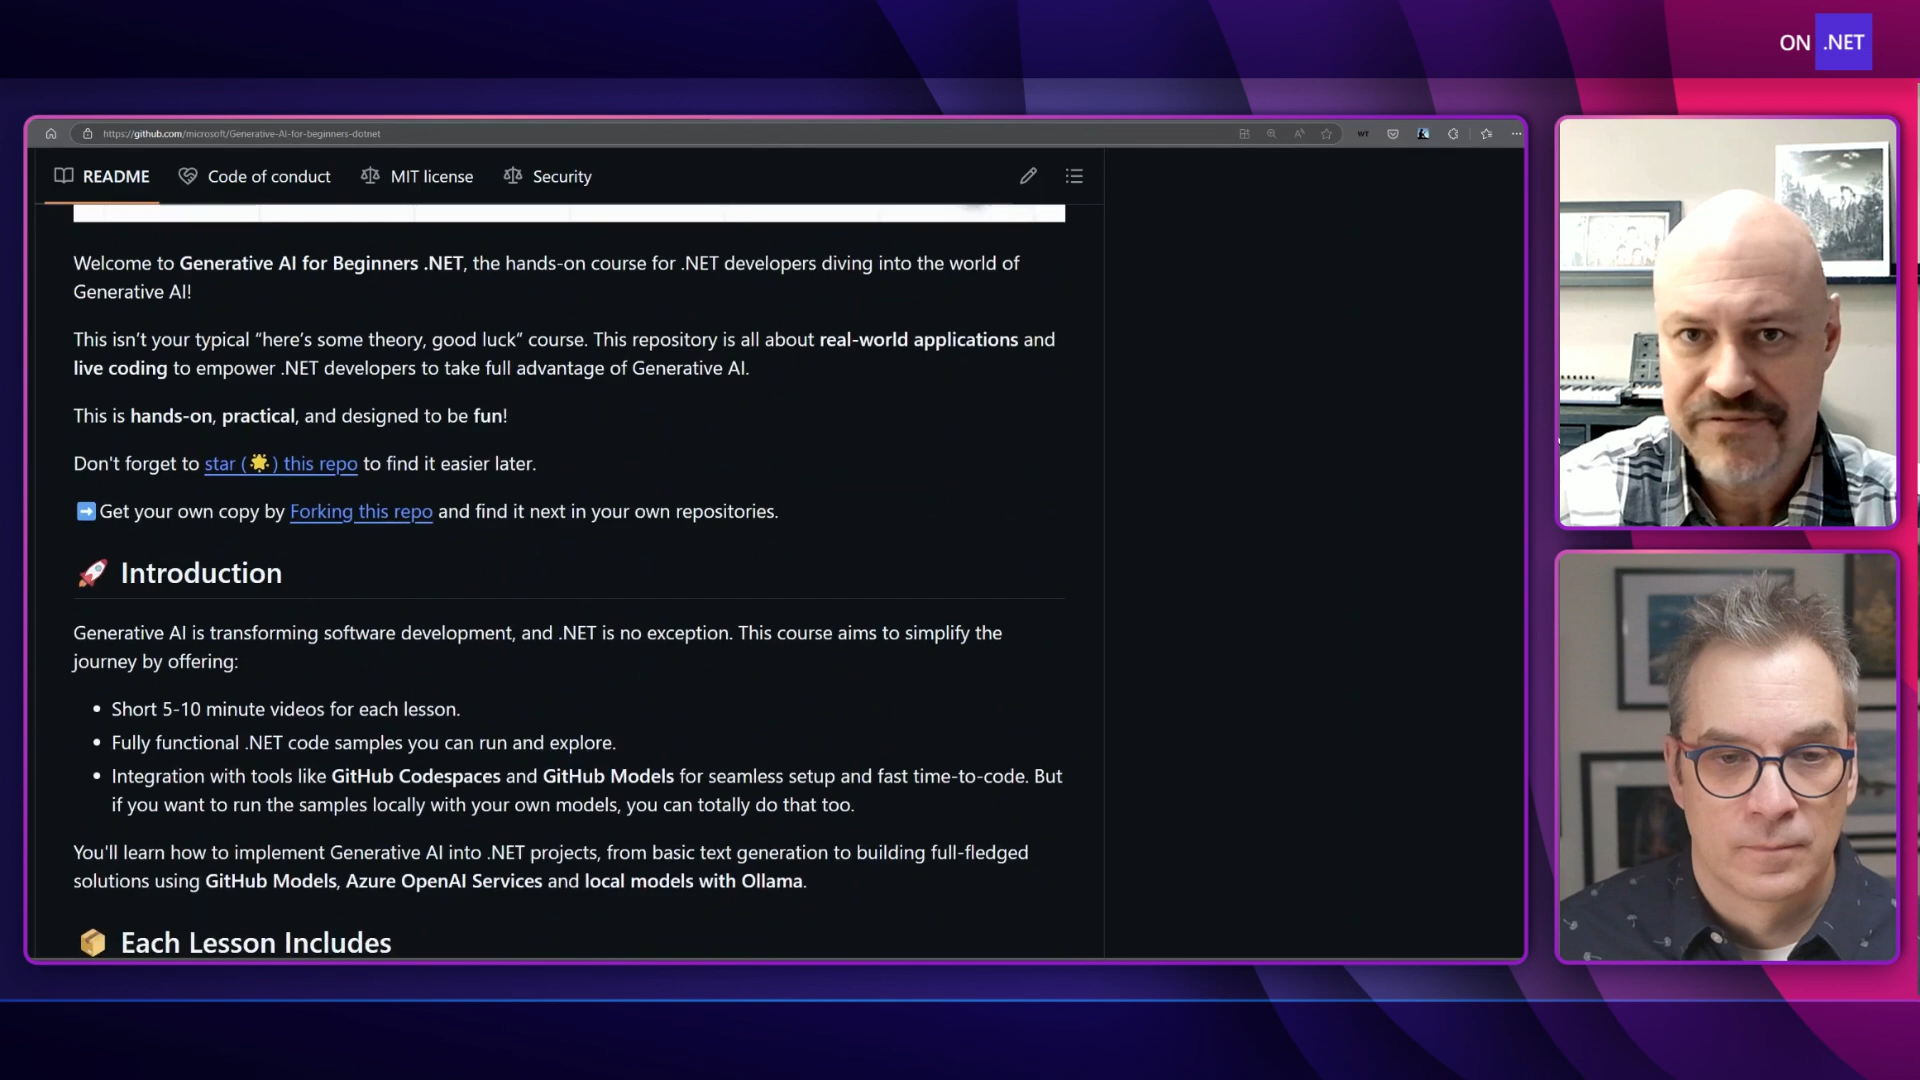 ON .NET
https://github.com/microsoft/Generative-AI-for-beginners-dotnet
README Code of conduct MIT license Security
Welcome to Generative AI for Beginners .NET, the hands-on course for .NET developers diving into the world of
Generative AI!
This isn’t your typical “here’s some theory, good luck” course. This repository is all about real-world applications and
live coding to empower .NET developers to take full advantage of Generative AI.
This is hands-on, practical, and designed to be fun!
Don't forget to star (🌟) this repo to find it easier later.
➡️Get your own copy by Forking this repo and find it next in your own repositories.
🚀 Introduction
Generative AI is transforming software development, and .NET is no exception. This course aims to simplify the
journey by offering:
• Short 5-10 minute videos for each lesson.
• Fully functional .NET code samples you can run and explore.
• Integration with tools like GitHub Codespaces and GitHub Models for seamless setup and fast time-to-code. But
if you want to run the samples locally with your own models, you can totally do that too.
You'll learn how to implement Generative AI into .NET projects, from basic text generation to building full-fledged
solutions using GitHub Models, Azure OpenAI Services and local models with Ollama.
📦 Each Lesson Includes